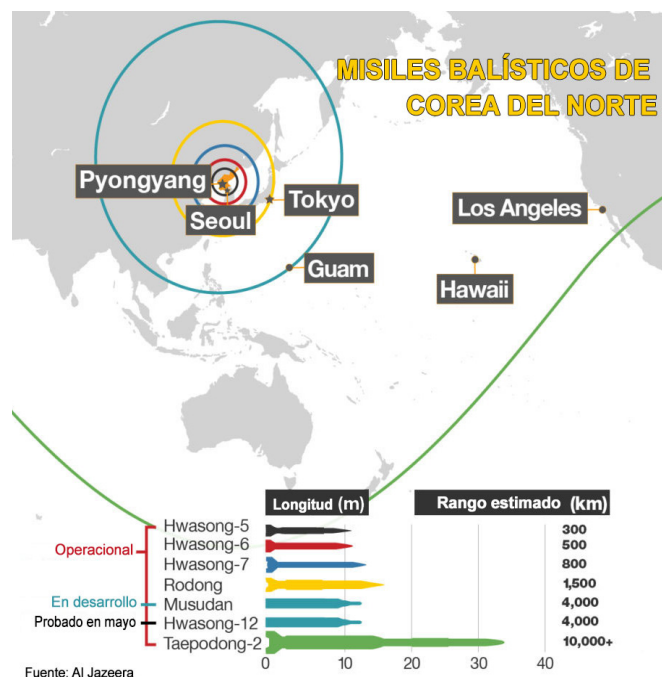 MISILES BALÍSTICOS DE
COREA DEL NORTE
Pyongyang
Seoul
Tokyo
Guam
Los Angeles
Hawaii
Longitud (m)
Rango estimado (km)
Operacional
En desarrollo
Probado en mayo
Hwasong-5 300
Hwasong-6 500
Hwasong-7 800
Rodong 1,500
Musudan 4,000
Hwasong-12 4,000
Taepodong-2 10,000+
0 10 20 30 40
Fuente: Al Jazeera